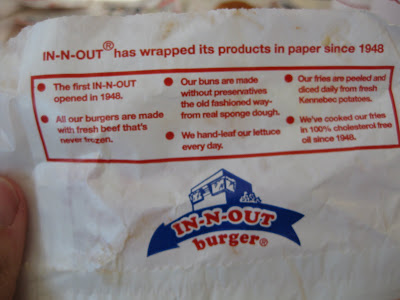 IN-N-OUT® has wrapped its products in paper since 1948
• The first IN-N-OUT
opened in 1948.
• All our burgers are made
with fresh beef that's
never frozen.
• Our buns are made
without preservatives
the old fashioned way-
from real sponge dough.
• We hand-leaf our lettuce
every day.
• Our fries are peeled and
diced daily from fresh
Kennebec potatoes.
• We've cooked our fries
in 100% cholesterol free
oil since 1948.
IN-N-OUT
burger®